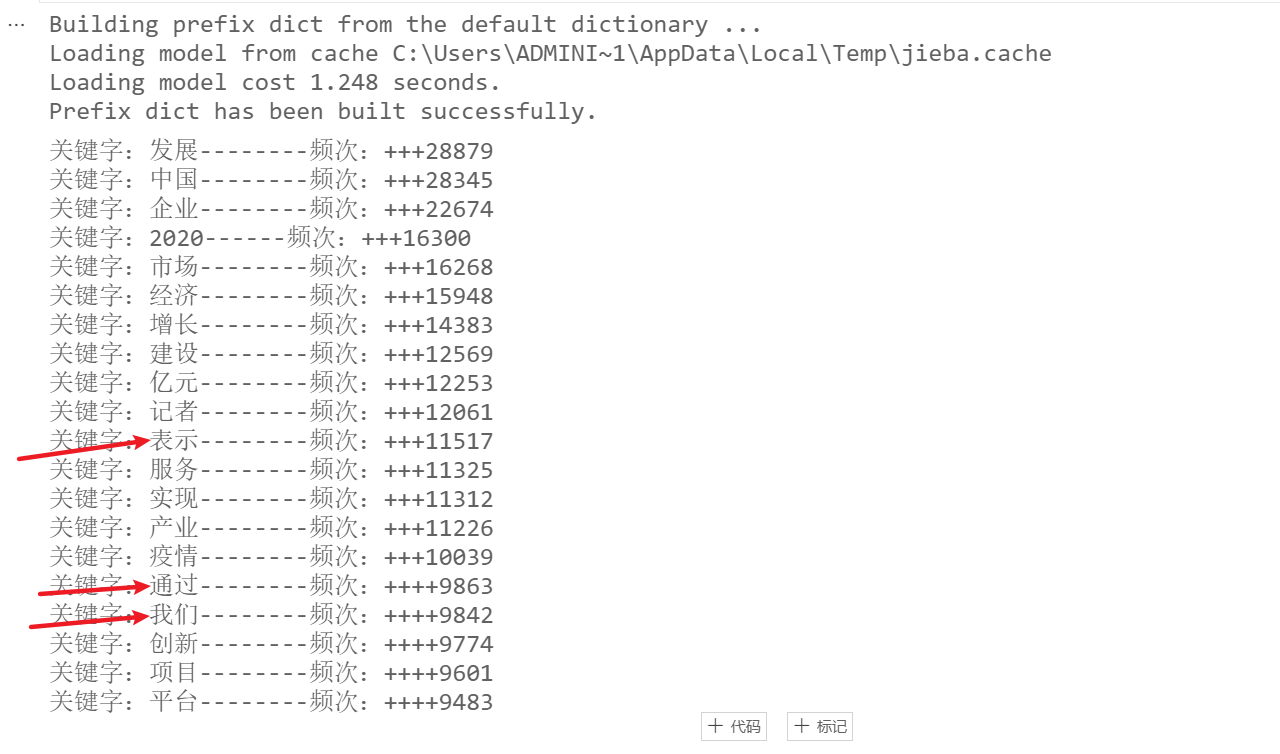 ...
Building prefix dict from the default dictionary ...
Loading model from cache C:\Users\ADMINI~1\AppData\Local\Temp\jieba.cache
Loading model cost 1.248 seconds.
Prefix dict has been built successfully.
关键字：发展--------频次：+++28879
关键字：中国--------频次：+++28345
关键字：企业--------频次：+++22674
关键字：2020------频次：+++16300
关键字：市场--------频次：+++16268
关键字：经济--------频次：+++15948
关键字：增长--------频次：+++14383
关键字：建设--------频次：+++12569
关键字：亿元--------频次：+++12253
关键字：记者--------频次：+++12061
关键字：表示--------频次：+++11517
关键字：服务--------频次：+++11325
关键字：实现--------频次：+++11312
关键字：产业--------频次：+++11226
关键字：疫情--------频次：+++10039
关键字：通过--------频次：++++9863
关键字：我们--------频次：++++9842
关键字：创新--------频次：++++9774
关键字：项目--------频次：++++9601
关键字：平台--------频次：++++9483
+ 代码 + 标记